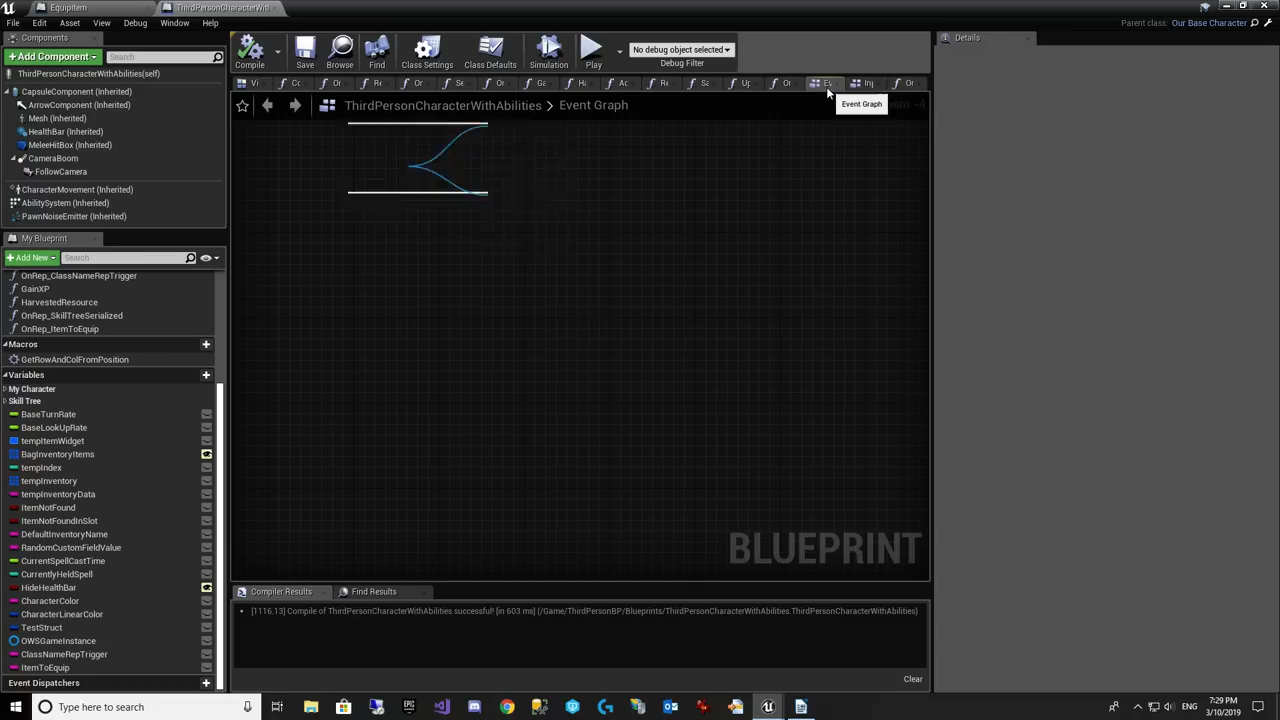 EquipItem
ThirdPersonCharacterWith
File Edit Asset View Debug Window Help
Parent class: Our Base Character
Components
Add Component
Search
ThirdPersonCharacterWithAbilities(self)
CapsuleComponent (Inherited)
ArrowComponent (Inherited)
Mesh (Inherited)
HealthBar (Inherited)
MeleeHitBox (Inherited)
CameraBoom
FollowCamera
CharacterMovement (Inherited)
AbilitySystem (Inherited)
PawnNoiseEmitter (Inherited)
My Blueprint
Add New
Search
OnRep_ClassNameRepTrigger
GainXP
HarvestedResource
OnRep_SkillTreeSerialized
OnRep_ItemToEquip
Macros
GetRowAndColFromPosition
Variables
My Character
Skill Tree
BaseTurnRate
BaseLookUpRate
tempItemWidget
BagInventoryItems
tempIndex
tempInventory
tempInventoryData
ItemNotFound
ItemNotFoundInSlot
DefaultInventoryName
RandomCustomFieldValue
CurrentSpellCastTime
CurrentlyHeldSpell
HideHealthBar
CharacterColor
CharacterLinearColor
TestStruct
OWSGameInstance
ClassNameRepTrigger
ItemToEquip
Event Dispatchers
Compile Save Browse Find Class Settings Class Defaults Simulation Play
No debug object selected
Debug Filter
ThirdPersonCharacterWithAbilities > Event Graph
Event Graph
BLUEPRINT
Compiler Results
Find Results
[1116.13] Compile of ThirdPersonCharacterWithAbilities successful! [in 603 ms] (/Game/ThirdPersonBP/Blueprints/ThirdPersonCharacterWithAbilities.ThirdPersonCharacterWithAbilities)
Clear
Details
Type here to search
ENG
7:29 PM
3/10/2019